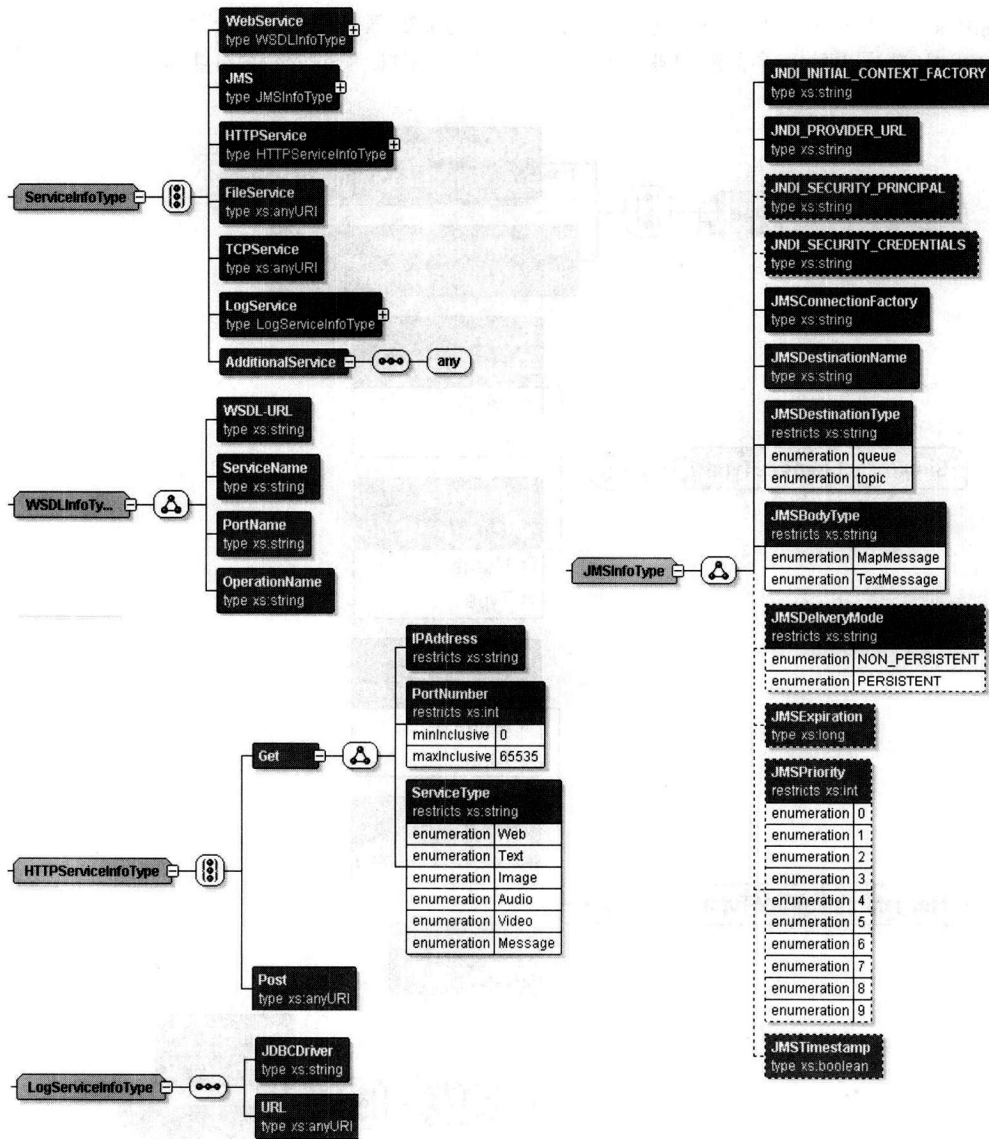 WebService
type WSDLInfoType
JMS
type JMSInfoType
HTTPService
type HTTPServiceInfoType
ServiceInfoType
FileService
type xs:anyURI
TCPService
type xs:anyURI
LogService
type LogServiceInfoType
AdditionalService
any
WSDL-URL
type xs:string
ServiceName
type xs:string
WSDLInfoTy...
PortName
type xs:string
OperationName
type xs:string
IPAddress
restricts xs:string
PortNumber
restricts xs:int
minInclusive 0
maxInclusive 65535
Get
ServiceType
restricts xs:string
enumeration Web
enumeration Text
enumeration Image
enumeration Audio
enumeration Video
enumeration Message
HTTPServiceInfoType
Post
type xs:anyURI
JDBCDriver
type xs:string
LogServiceInfoType
URL
type xs:anyURI
JNDI_INITIAL_CONTEXT_FACTORY
type xs:string
JNDI_PROVIDER_URL
type xs:string
JNDI_SECURITY_PRINCIPAL
type xs:string
JNDI_SECURITY_CREDENTIALS
type xs:string
JMSConnectionFactory
type xs:string
JMSDestinationName
type xs:string
JMSDestinationType
restricts xs:string
enumeration queue
enumeration topic
JMSBodyType
restricts xs:string
enumeration MapMessage
enumeration TextMessage
JMSInfoType
JMSDeliveryMode
restricts xs:string
enumeration NON_PERSISTENT
enumeration PERSISTENT
JMSExpiration
type xs:long
JMSPriority
restricts xs:int
enumeration 0
enumeration 1
enumeration 2
enumeration 3
enumeration 4
enumeration 5
enumeration 6
enumeration 7
enumeration 8
enumeration 9
JMSTimestamp
type xs:boolean